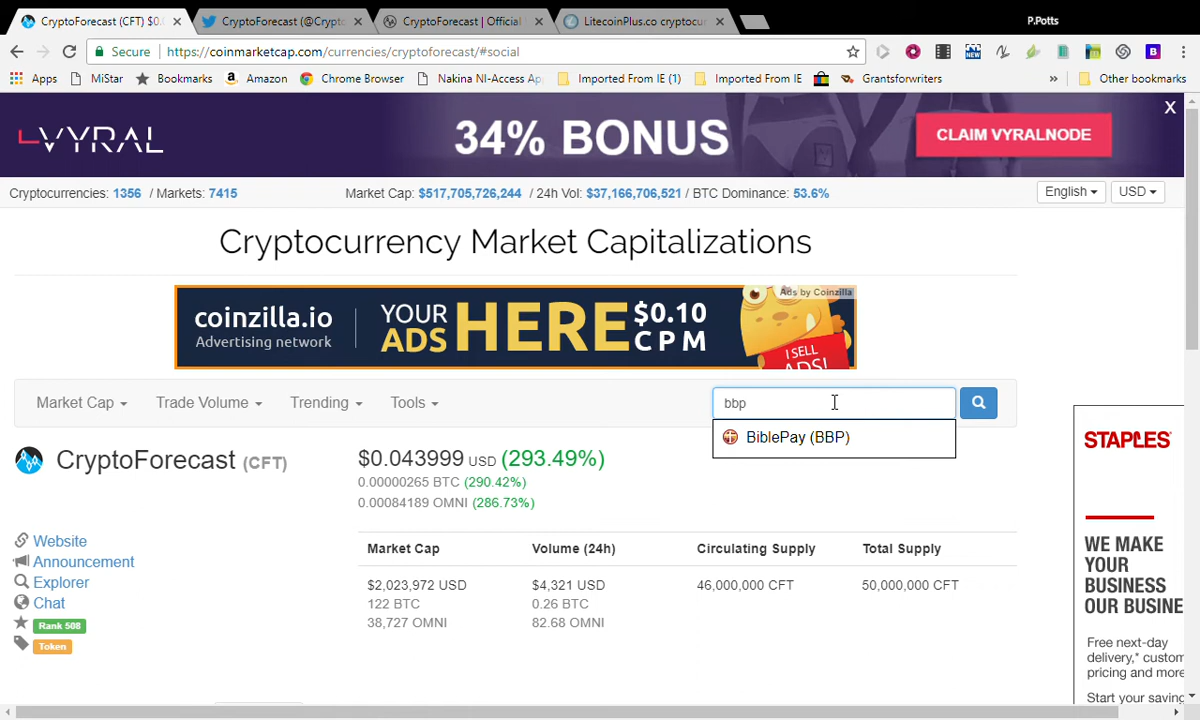 P.Potts
CryptoForecast (CFT) $0.
CryptoForecast (@Crypto
CryptoForecast | Official
LitecoinPlus.co cryptocur
Secure
https://coinmarketcap.com/currencies/cryptoforecast/#social
Apps
MiStar
Bookmarks
Amazon
Chrome Browser
Nakina NI-Access Ap
Imported From IE (1)
Imported From IE
Grantsforwriters
»
Other bookmarks
VYRAL
34% BONUS
CLAIM VYRALNODE
X
Cryptocurrencies: 1356 / Markets: 7415
Market Cap: $517,705,726,244 / 24h Vol: $37,166,706,521 / BTC Dominance: 53.6%
English
USD
Cryptocurrency Market Capitalizations
coinzilla.io
Advertising network
YOUR
ADS
HERE
$0.10
CPM
Ads by Coinzilla
I SELL
ADS!
Market Cap
Trade Volume
Trending
Tools
bbp
BiblePay (BBP)
CryptoForecast (CFT)
$0.043999 USD (293.49%)
0.00000265 BTC (290.42%)
0.00084189 OMNI (286.73%)
Website
Announcement
Explorer
Chat
Rank 508
Token
Market Cap
Volume (24h)
Circulating Supply
Total Supply
$2,023,972 USD
$4,321 USD
46,000,000 CFT
50,000,000 CFT
122 BTC
0.26 BTC
38,727 OMNI
82.68 OMNI
STAPLES
WE MAKE
YOUR
BUSINESS
OUR BUSINE
Free next-day
delivery,* custom
pricing and more
Start your saving